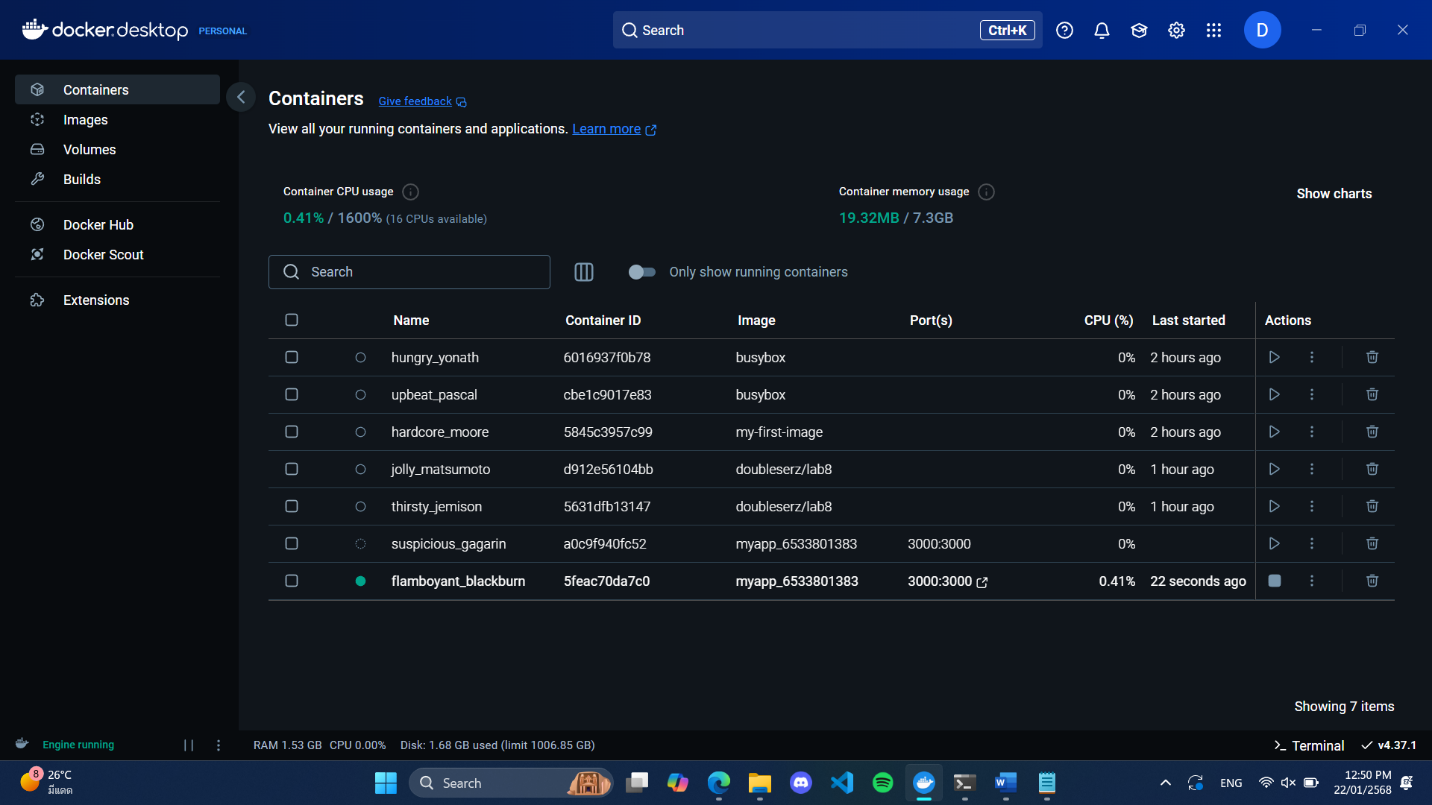 docker.desktop PERSONAL
Search Ctrl+K
D
Containers
Images
Volumes
Builds
Docker Hub
Docker Scout
Extensions
Containers Give feedback
View all your running containers and applications. Learn more
Container CPU usage
0.41% / 1600% (16 CPUs available)
Container memory usage
19.32MB / 7.3GB
Show charts
Search
Only show running containers
Name Container ID Image Port(s) CPU (%) Last started Actions
hungry_yonath 6016937f0b78 busybox 0% 2 hours ago
upbeat_pascal cbe1c9017e83 busybox 0% 2 hours ago
hardcore_moore 5845c3957c99 my-first-image 0% 2 hours ago
jolly_matsumoto d912e56104bb doubleserz/lab8 0% 1 hour ago
thirsty_jemison 5631dfb13147 doubleserz/lab8 0% 1 hour ago
suspicious_gagarin a0c9f940fc52 myapp_6533801383 3000:3000 0%
flamboyant_blackburn 5feac70da7c0 myapp_6533801383 3000:3000 0.41% 22 seconds ago
Showing 7 items
Engine running
RAM 1.53 GB CPU 0.00% Disk: 1.68 GB used (limit 1006.85 GB)
Terminal v4.37.1
8 26°C
มีแดด
Search
ENG
12:50 PM
22/01/2568